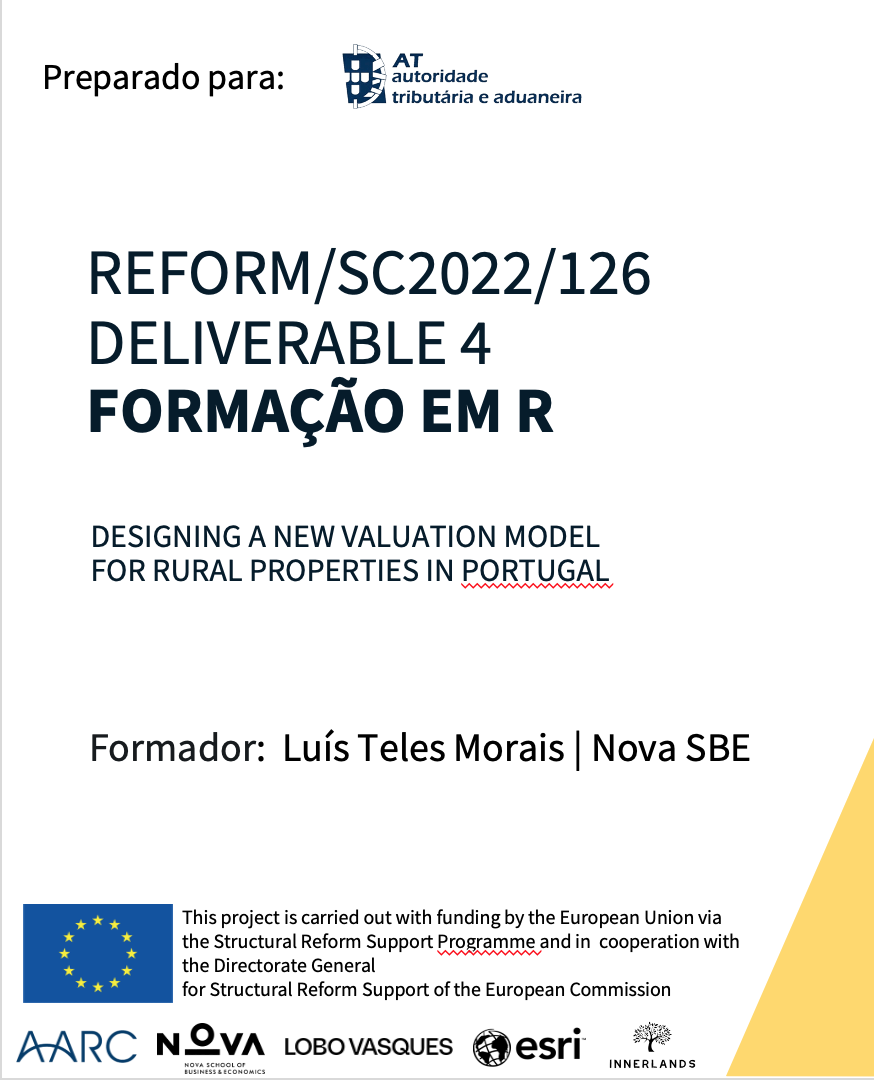 Preparado para:
AT
autoridade
tributária e aduaneira
REFORM/SC2022/126
DELIVERABLE 4
FORMAÇÃO EM R
DESIGNING A NEW VALUATION MODEL
FOR RURAL PROPERTIES IN PORTUGAL
Formador:  Luís Teles Morais | Nova SBE
This project is carried out with funding by the European Union via
the Structural Reform Support Programme and in  cooperation with
the Directorate General
for Structural Reform Support of the European Commission
AARC
NOVA
NOVA SCHOOL OF
BUSINESS & ECONOMICS
LOBO VASQUES
esri
INNERLANDS